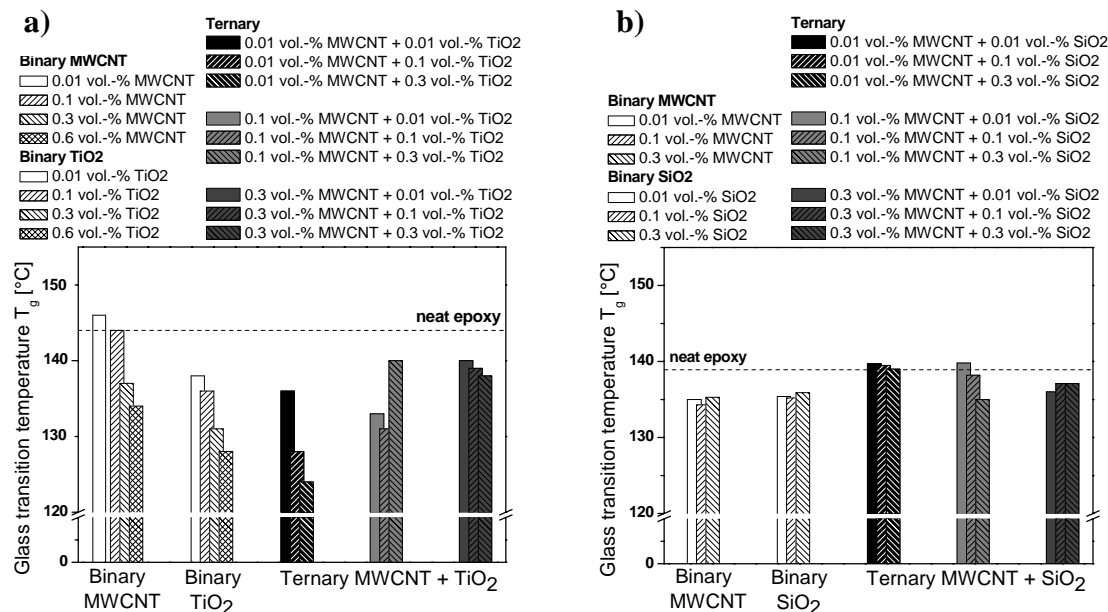 a)
Ternary
0.01 vol.-% MWCNT + 0.01 vol.-% TiO2
0.01 vol.-% MWCNT + 0.1 vol.-% TiO2
0.01 vol.-% MWCNT + 0.3 vol.-% TiO2
Binary MWCNT
0.01 vol.-% MWCNT
0.1 vol.-% MWCNT
0.3 vol.-% MWCNT
0.6 vol.-% MWCNT
0.1 vol.-% MWCNT + 0.01 vol.-% TiO2
0.1 vol.-% MWCNT + 0.1 vol.-% TiO2
0.1 vol.-% MWCNT + 0.3 vol.-% TiO2
Binary TiO2
0.01 vol.-% TiO2
0.1 vol.-% TiO2
0.3 vol.-% TiO2
0.6 vol.-% TiO2
0.3 vol.-% MWCNT + 0.01 vol.-% TiO2
0.3 vol.-% MWCNT + 0.1 vol.-% TiO2
0.3 vol.-% MWCNT + 0.3 vol.-% TiO2
Glass transition temperature Tg [°C]
150
140
130
120
0
neat epoxy
Binary MWCNT
Binary TiO2
Ternary MWCNT + TiO2
b)
Ternary
0.01 vol.-% MWCNT + 0.01 vol.-% SiO2
0.01 vol.-% MWCNT + 0.1 vol.-% SiO2
0.01 vol.-% MWCNT + 0.3 vol.-% SiO2
Binary MWCNT
0.01 vol.-% MWCNT
0.1 vol.-% MWCNT
0.3 vol.-% MWCNT
0.1 vol.-% MWCNT + 0.01 vol.-% SiO2
0.1 vol.-% MWCNT + 0.1 vol.-% SiO2
0.1 vol.-% MWCNT + 0.3 vol.-% SiO2
Binary SiO2
0.01 vol.-% SiO2
0.1 vol.-% SiO2
0.3 vol.-% SiO2
0.3 vol.-% MWCNT + 0.01 vol.-% SiO2
0.3 vol.-% MWCNT + 0.1 vol.-% SiO2
0.3 vol.-% MWCNT + 0.3 vol.-% SiO2
Glass transition temperature Tg [°C]
150
140
130
120
0
neat epoxy
Binary MWCNT
Binary SiO2
Ternary MWCNT + SiO2